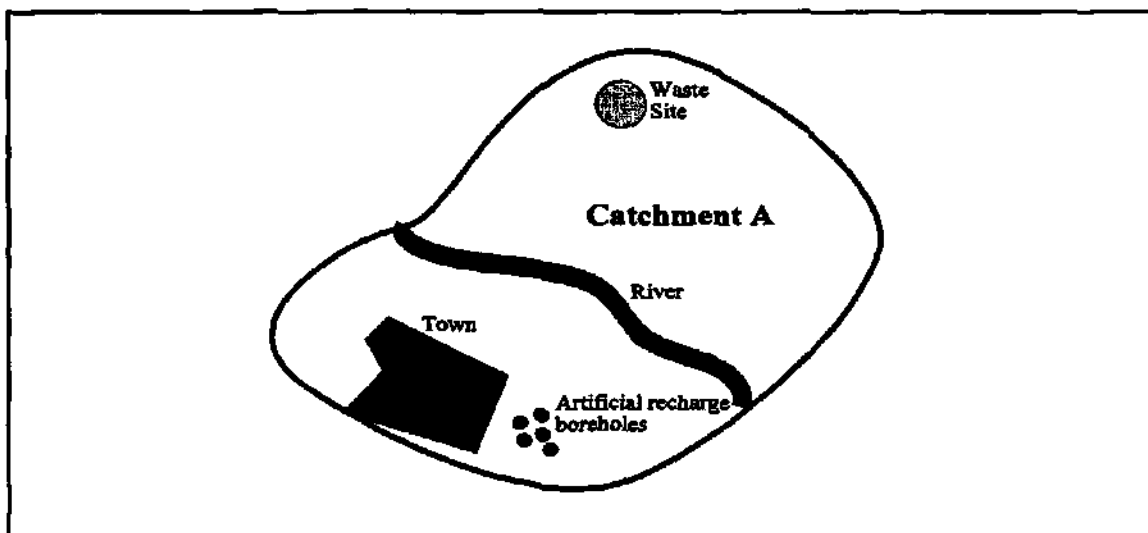 Waste
Site
Catchment A
River
Town
Artificial recharge
boreholes